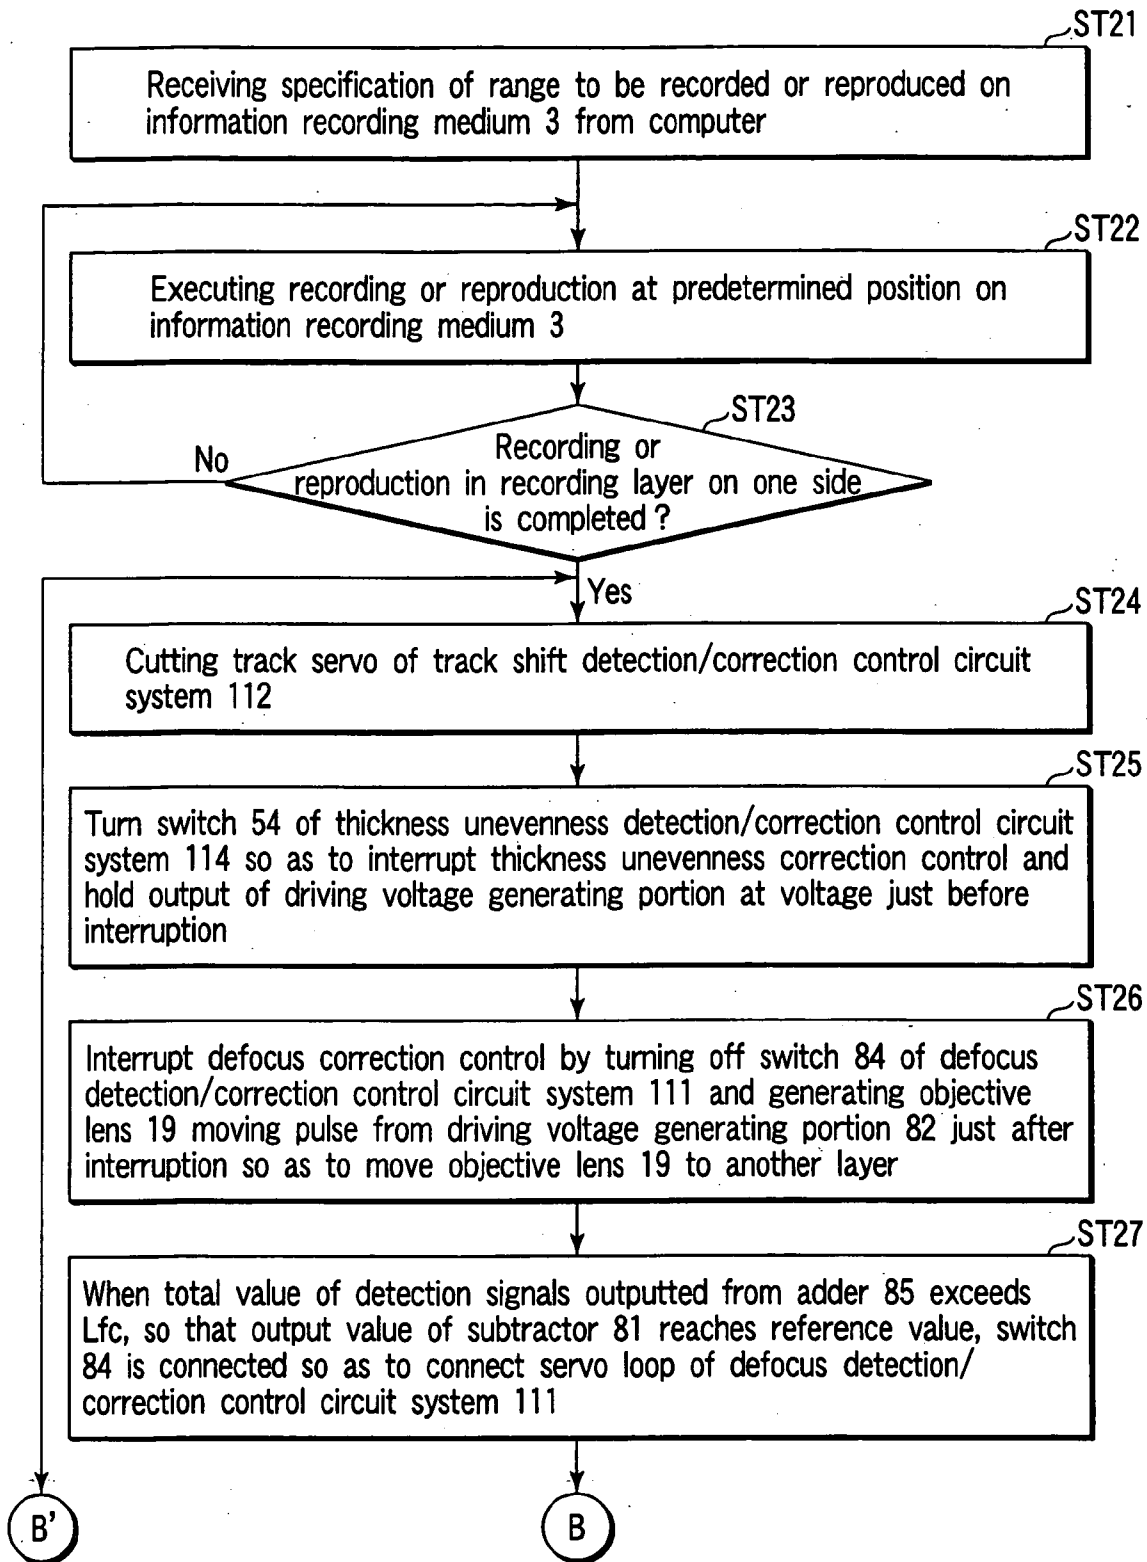 ST21
Receiving specification of range to be recorded or reproduced on
information recording medium 3 from computer
ST22
Executing recording or reproduction at predetermined position on
information recording medium 3
ST23
Recording or
reproduction in recording layer on one side
is completed?
No
Yes
ST24
Cutting track servo of track shift detection/correction control circuit
system 112
ST25
Turn switch 54 of thickness unevenness detection/correction control circuit
system 114 so as to interrupt thickness unevenness correction control and
hold output of driving voltage generating portion at voltage just before
interruption
ST26
Interrupt defocus correction control by turning off switch 84 of defocus
detection/correction control circuit system 111 and generating objective
lens 19 moving pulse from driving voltage generating portion 82 just after
interruption so as to move objective lens 19 to another layer
ST27
When total value of detection signals outputted from adder 85 exceeds
Lfc, so that output value of subtractor 81 reaches reference value, switch
84 is connected so as to connect servo loop of defocus detection/
correction control circuit system 111
B'
B